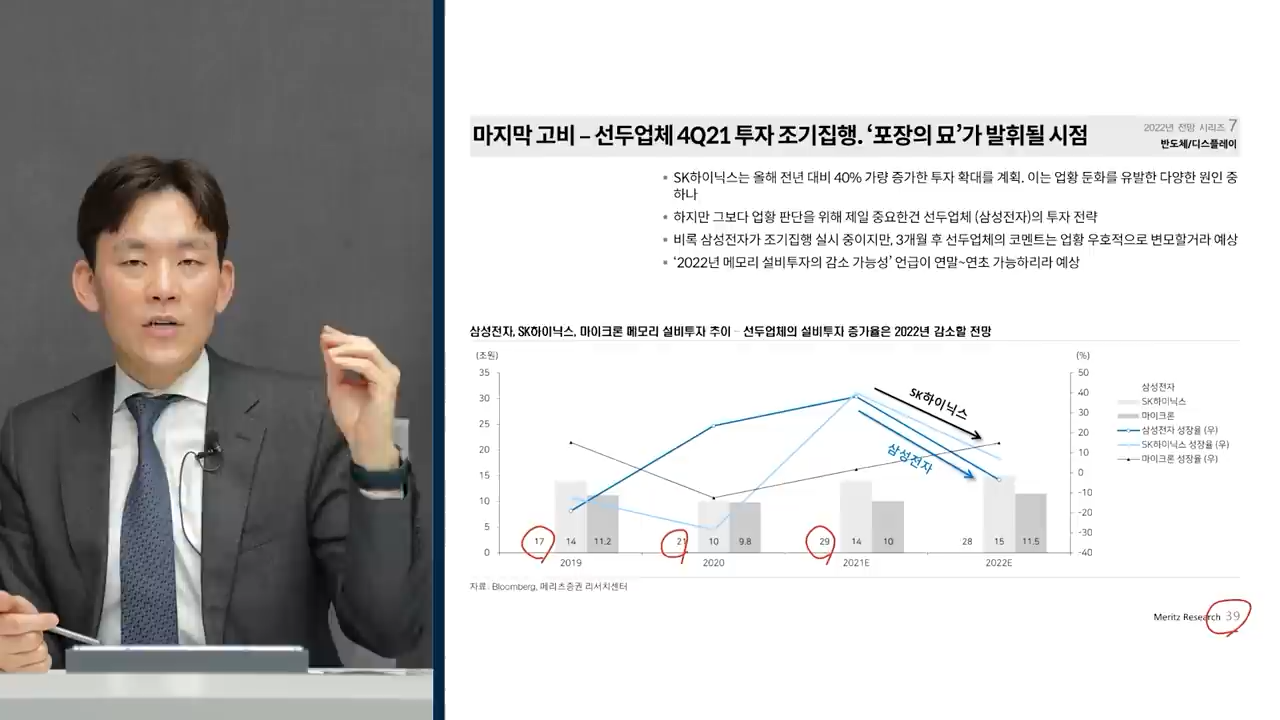 마지막 고비 – 선두업체 4Q21 투자 조기집행. ‘포장의 묘’가 발휘될 시점
2022년 전망 시리즈 7
반도체/디스플레이
▪ SK하이닉스는 올해 전년 대비 40% 가량 증가한 투자 확대를 계획. 이는 업황 둔화를 유발한 다양한 원인 중
하나
▪ 하지만 그보다 업황 판단을 위해 제일 중요한건 선두업체 (삼성전자)의 투자 전략
▪ 비록 삼성전자가 조기집행 실시 중이지만, 3개월 후 선두업체의 코멘트는 업황 우호적으로 변모할거라 예상
▪ ‘2022년 메모리 설비투자의 감소 가능성’ 언급이 연말~연초 가능하리라 예상
삼성전자, SK하이닉스, 마이크론 메모리 설비투자 추이 – 선두업체의 설비투자 증가율은 2022년 감소할 전망
(조원)
35
30
25
20
15
10
5
0
(%)
50
40
30
20
10
0
-10
-20
-30
-40
SK하이닉스
삼성전자
17 14 11.2
21 10 9.8
29 14 10
28 15 11.5
2019 2020 2021E 2022E
삼성전자
SK하이닉스
마이크론
삼성전자 성장율 (우)
SK하이닉스 성장율 (우)
마이크론 성장율 (우)
자료: Bloomberg, 메리츠증권 리서치센터
Meritz Research 39